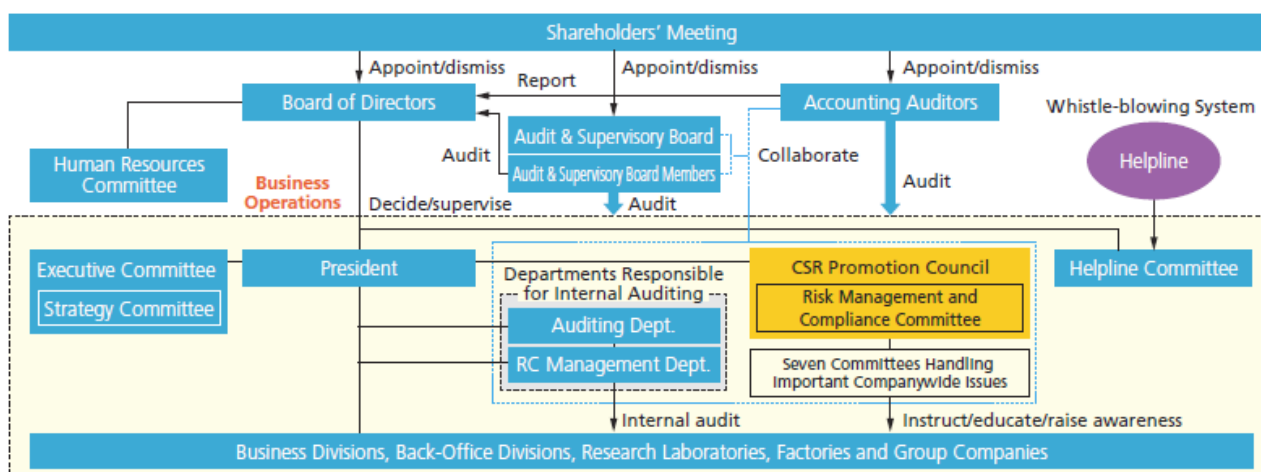 Shareholders' Meeting
Appoint/dismiss
Appoint/dismiss
Appoint/dismiss
Report
Board of Directors
Accounting Auditors
Whistle-blowing System
Audit & Supervisory Board
Audit & Supervisory Board Members
Audit
Collaborate
Helpline
Human Resources
Committee
Business
Operations
Decide/supervise
Audit
Audit
Executive Committee
Strategy Committee
President
Departments Responsible
for Internal Auditing
Auditing Dept.
RC Management Dept.
CSR Promotion Council
Risk Management and
Compliance Committee
Helpline Committee
Seven Committees Handling
Important Companywide Issues
Internal audit
Instruct/educate/raise awareness
Business Divisions, Back-Office Divisions, Research Laboratories, Factories and Group Companies